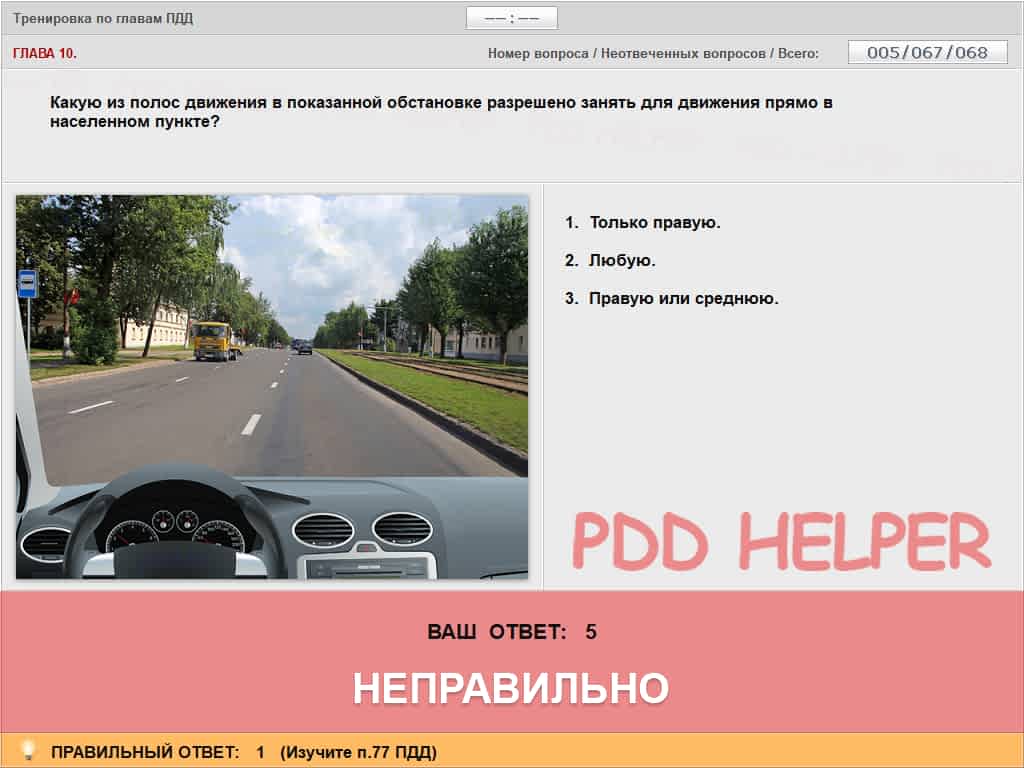 Тренировка по главам ПДД
–– : ––
ГЛАВА 10.
Номер вопроса / Неотвеченных вопросов / Всего:
005/067/068
Какую из полос движения в показанной обстановке разрешено занять для движения прямо в
населенном пункте?
1. Только правую.
2. Любую.
3. Правую или среднюю.
PDD HELPER
ВАШ ОТВЕТ: 5
НЕПРАВИЛЬНО
ПРАВИЛЬНЫЙ ОТВЕТ: 1 (Изучите п.77 ПДД)